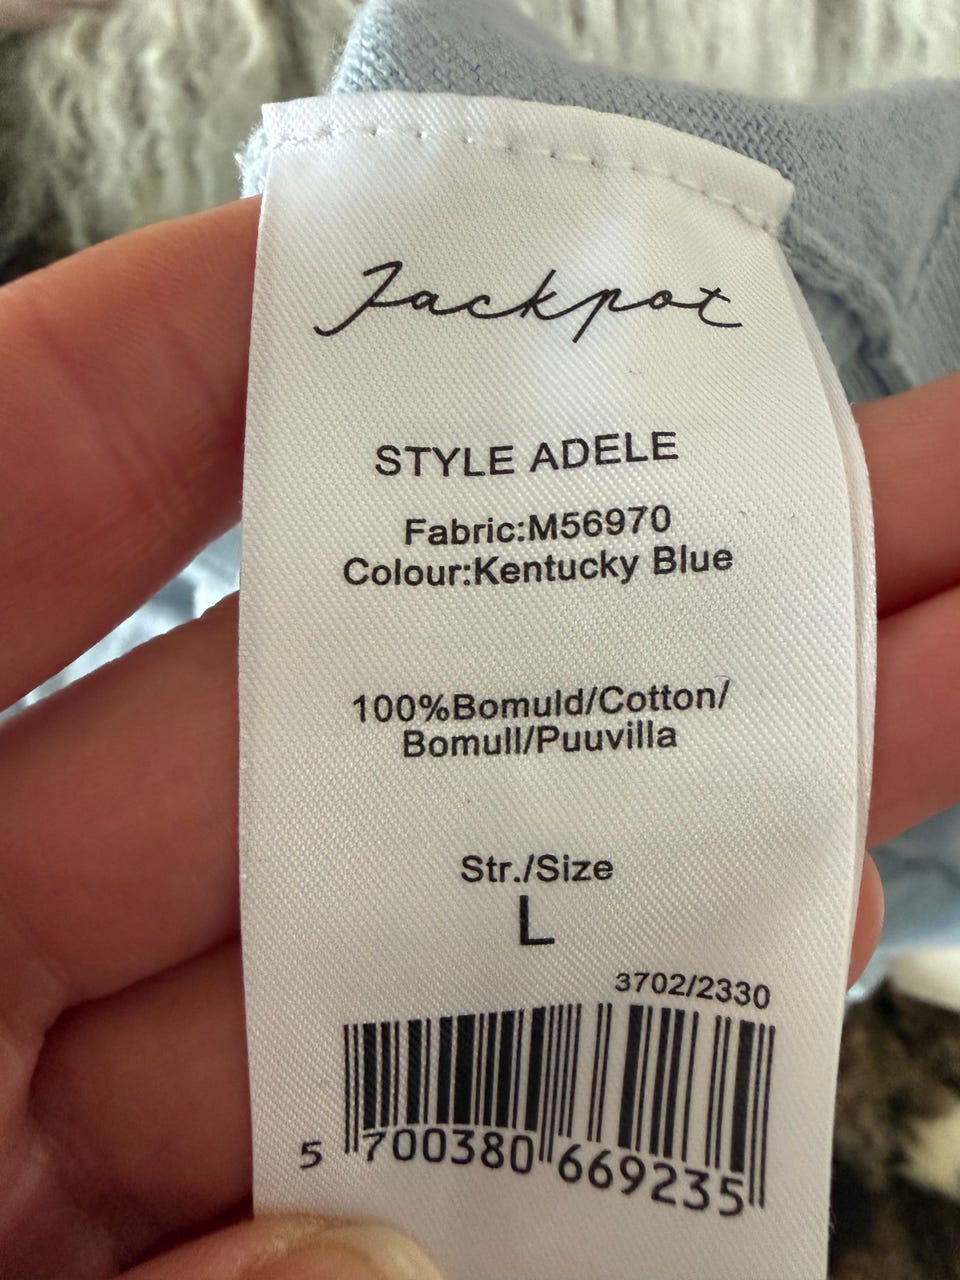 Jackpot
STYLE ADELE
Fabric:M56970
Colour:Kentucky Blue
100%Bomuld/Cotton/
Bomull/Puuvilla
Str./Size
L
3702/2330
5 700380 669235